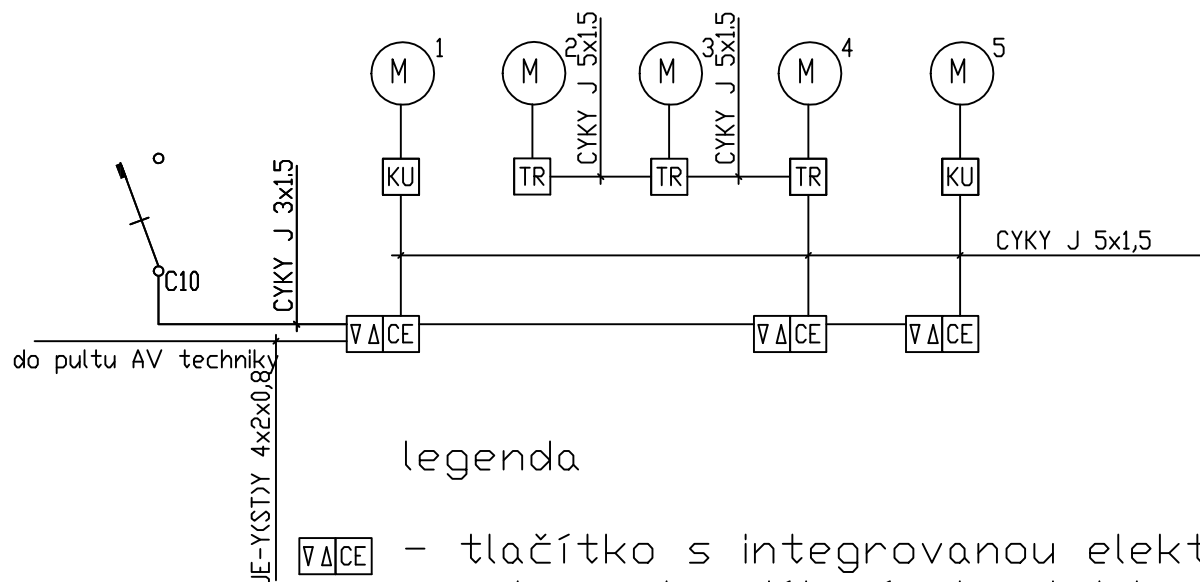 1
2
3
4
5
M
M
M
M
M
CYKY J 5x1,5
CYKY J 5x1,5
KU
TR
TR
TR
KU
CYKY J 3x1.5
CYKY J 5x1,5
C10
∇ Δ CE
∇ Δ CE
∇ Δ CE
do pultu AV techniky
JE-Y(ST)Y 4x2x0,8
legenda
∇ Δ CE - tlačítko s integrovanou elekt